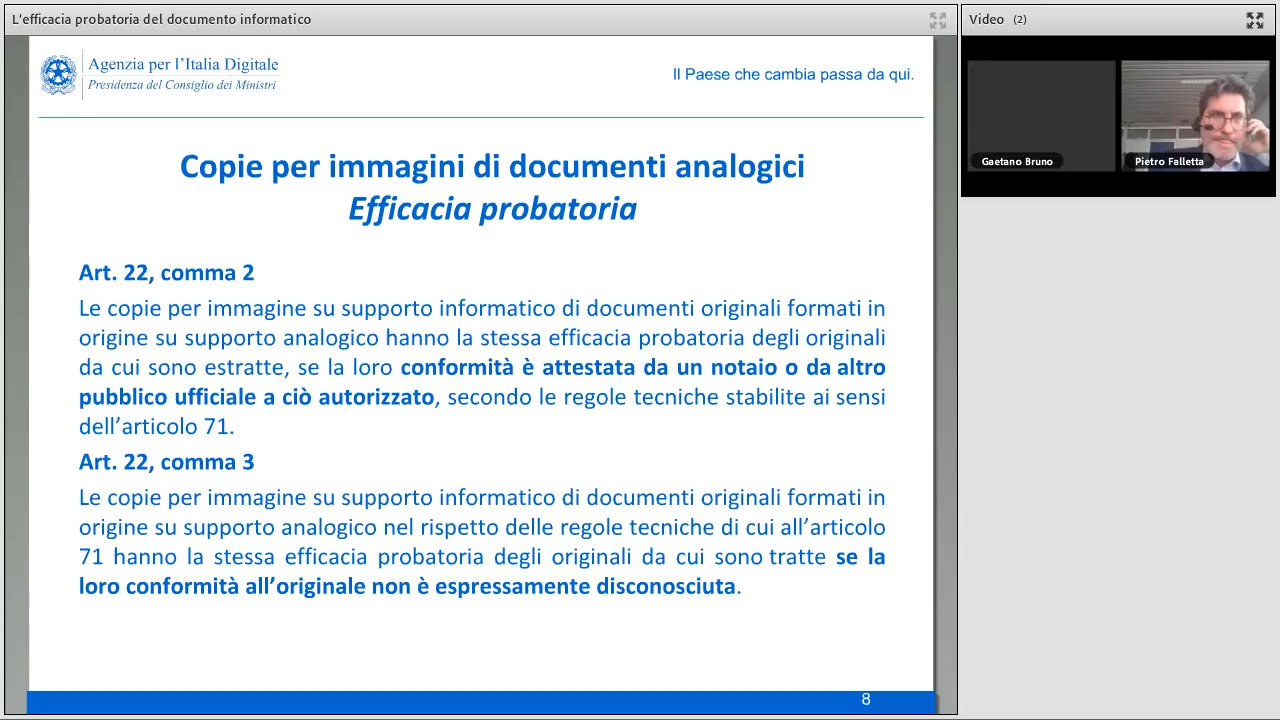 L'efficacia probatoria del documento informatico
Video (2)
Agenzia per l'Italia Digitale
Presidenza del Consiglio dei Ministri
Il Paese che cambia passa da qui.
Gaetano Bruno
Pietro Falletta
Copie per immagini di documenti analogici
Efficacia probatoria
Art. 22, comma 2
Le copie per immagine su supporto informatico di documenti originali formati in
origine su supporto analogico hanno la stessa efficacia probatoria degli originali
da cui sono estratte, se la loro conformità è attestata da un notaio o da altro
pubblico ufficiale a ciò autorizzato, secondo le regole tecniche stabilite ai sensi
dell'articolo 71.
Art. 22, comma 3
Le copie per immagine su supporto informatico di documenti originali formati in
origine su supporto analogico nel rispetto delle regole tecniche di cui all'articolo
71 hanno la stessa efficacia probatoria degli originali da cui sono tratte se la
loro conformità all'originale non è espressamente disconosciuta.
8